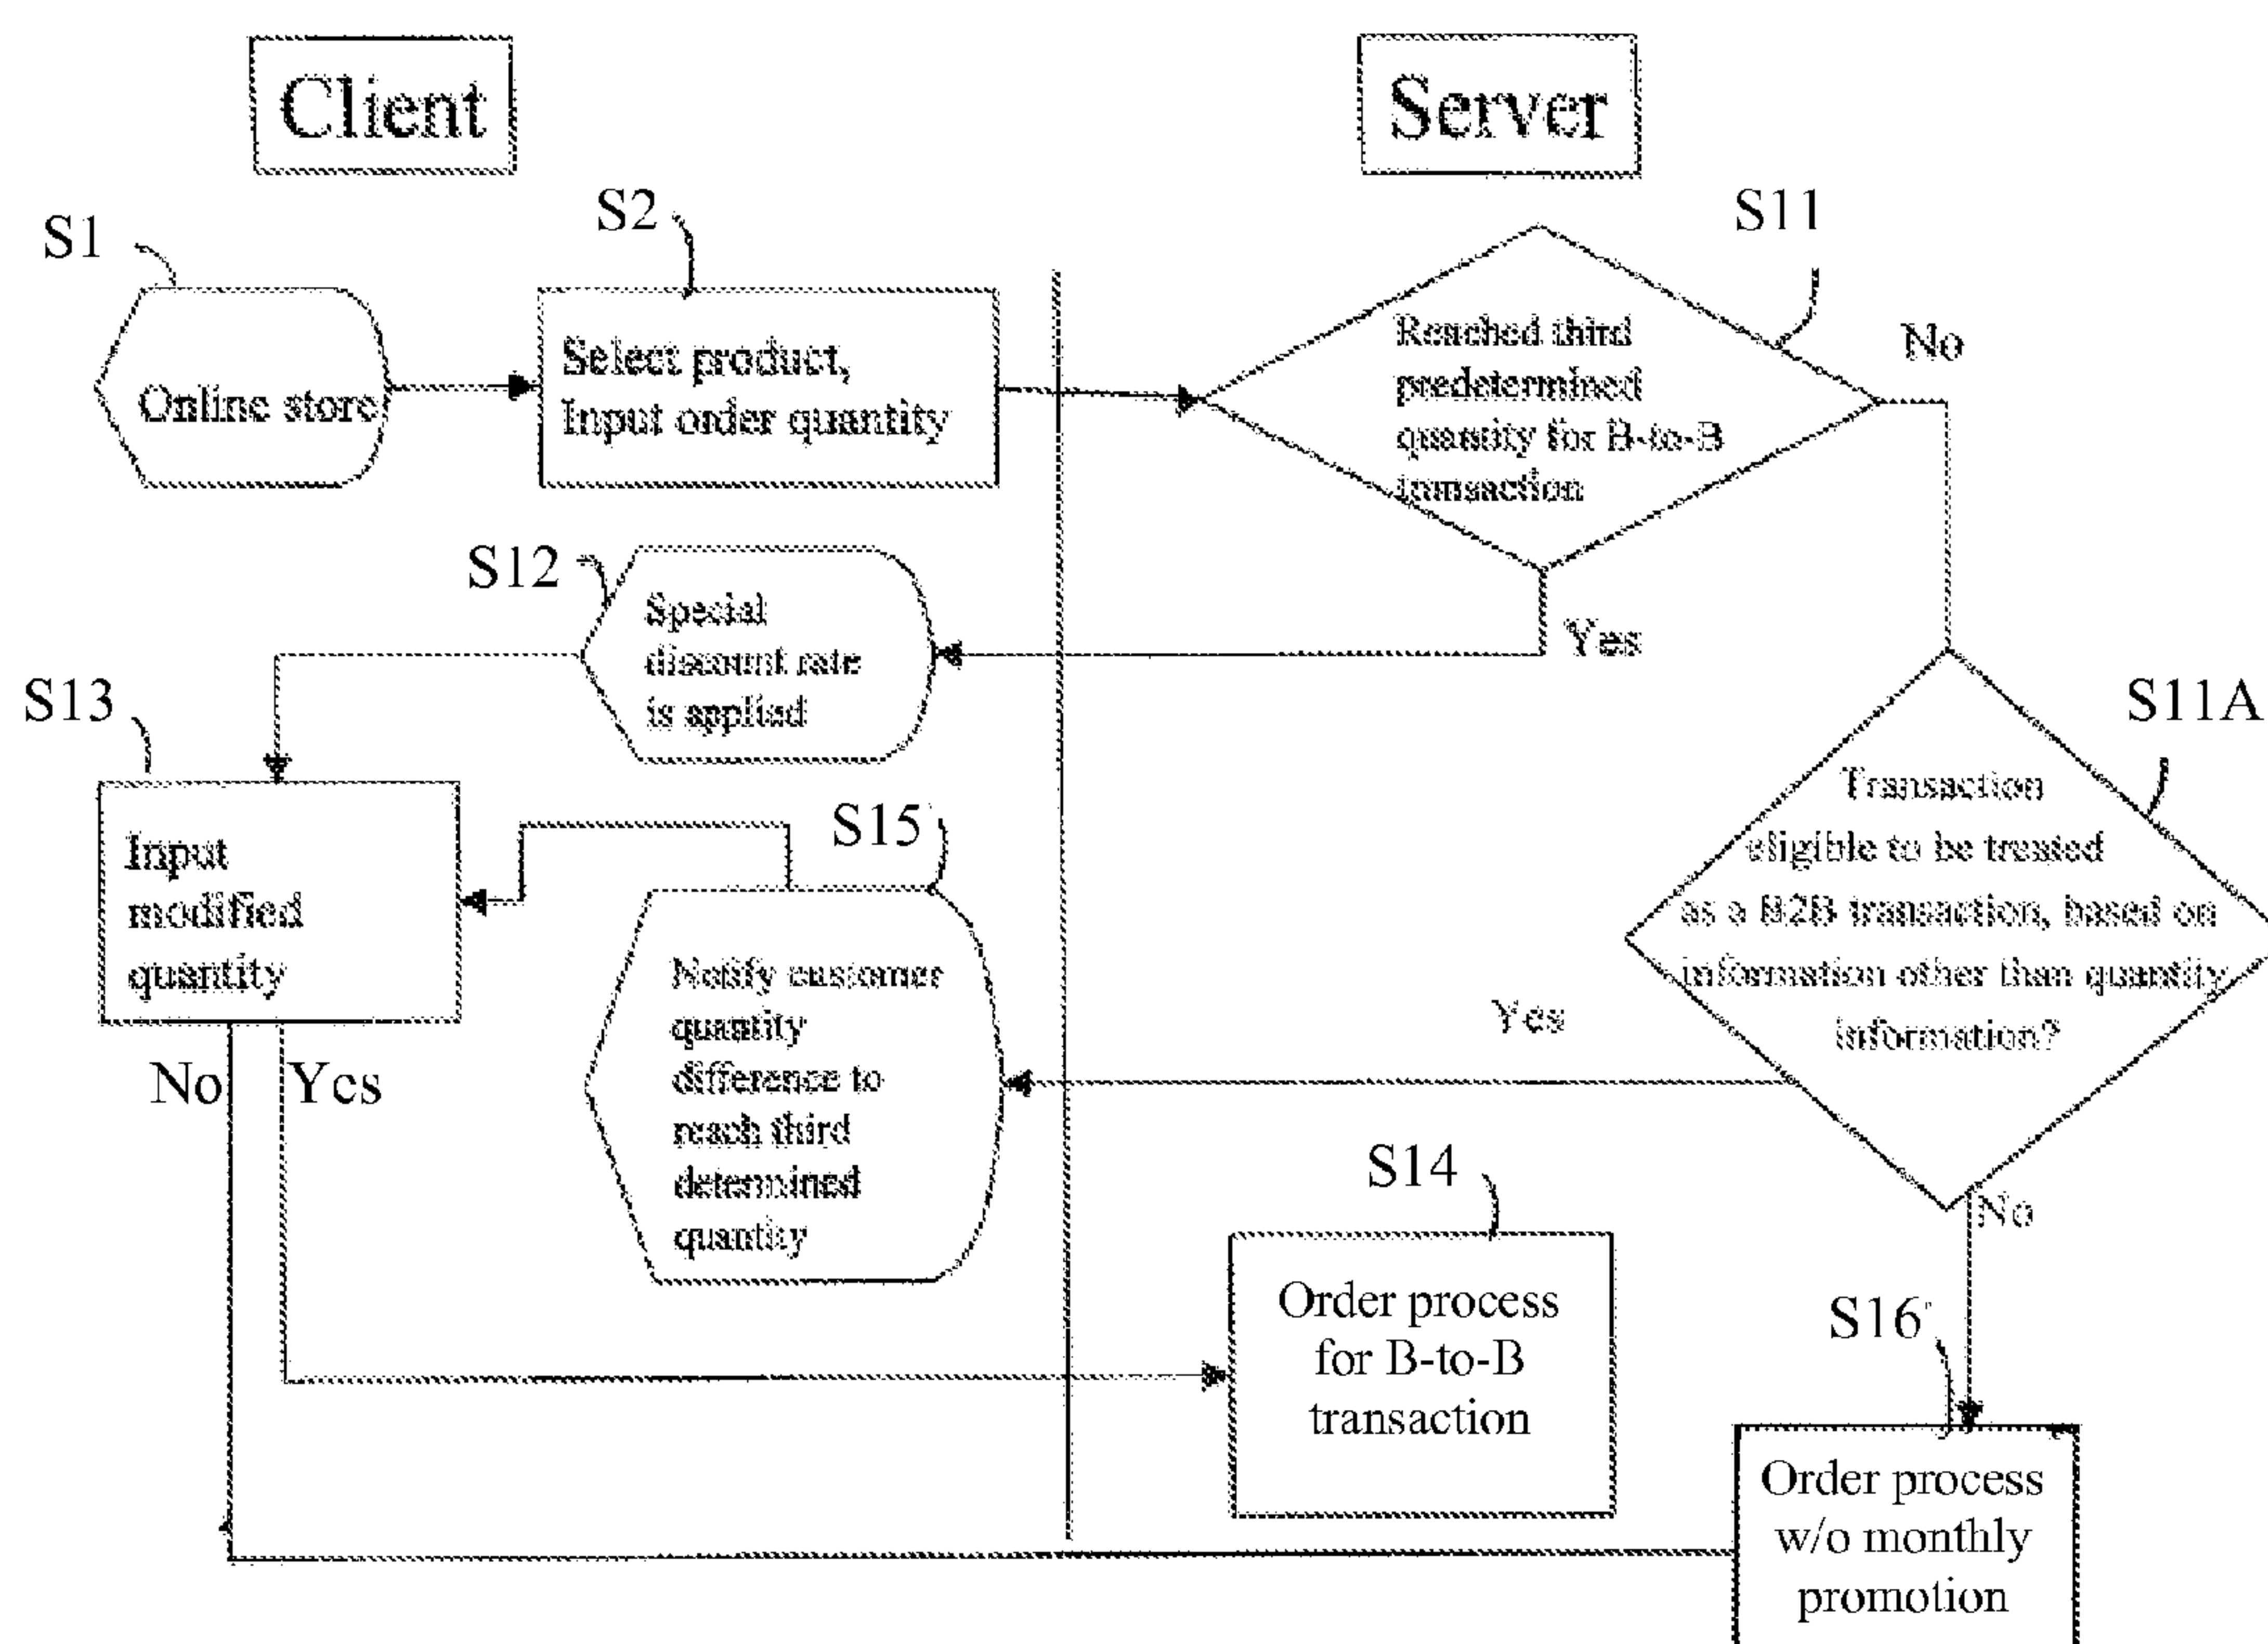 Client
Server
S1
S2
S11
Online store
Select product,
Input order quantity
Reached third
predetermined
quantity for B-to-B
transaction
No
Yes
S12
Special
discount rate
is applied
S13
Input
modified
quantity
No
Yes
S15
Notify customer
quantity
difference to
reach third
determined
quantity
S11A
Transaction
eligible to be treated
as a B2B transaction, based on
information other than quantity
information?
Yes
No
S14
Order process
for B-to-B
transaction
S16
Order process
w/o monthly
promotion